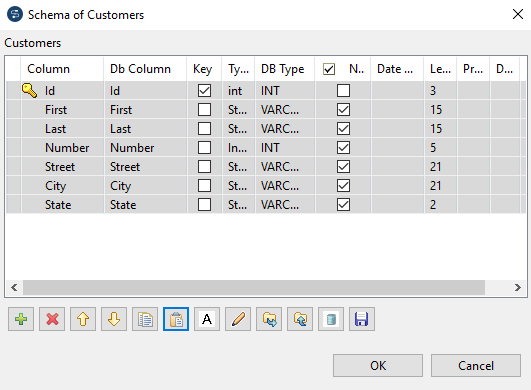 Schema of Customers
Customers
Column Db Column Key Ty... DB Type N.. Date ... Le... Pr... D...
Id Id int INT 3
First First St... VARC... 15
Last Last St... VARC... 15
Number Number In... INT 5
Street Street St... VARC... 21
City City St... VARC... 21
State State St... VARC... 2
A
OK Cancel